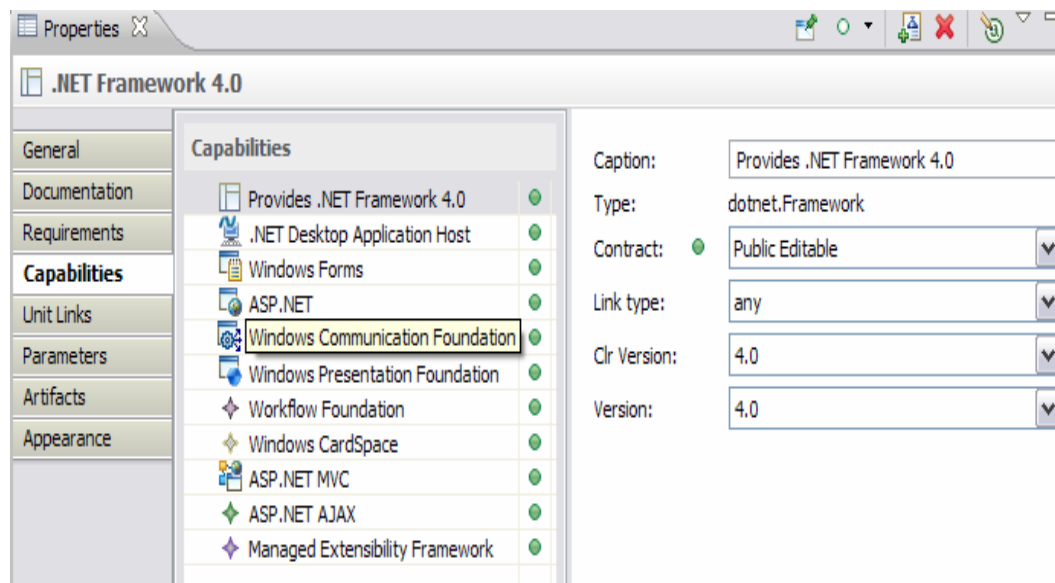 Properties
.NET Framework 4.0
General
Documentation
Requirements
Capabilities
Unit Links
Parameters
Artifacts
Appearance
Capabilities
Provides .NET Framework 4.0
.NET Desktop Application Host
Windows Forms
ASP.NET
Windows Communication Foundation
Windows Presentation Foundation
Workflow Foundation
Windows CardSpace
ASP.NET MVC
ASP.NET AJAX
Managed Extensibility Framework
Caption: Provides .NET Framework 4.0
Type: dotnet.Framework
Contract: Public Editable
Link type: any
Clr Version: 4.0
Version: 4.0